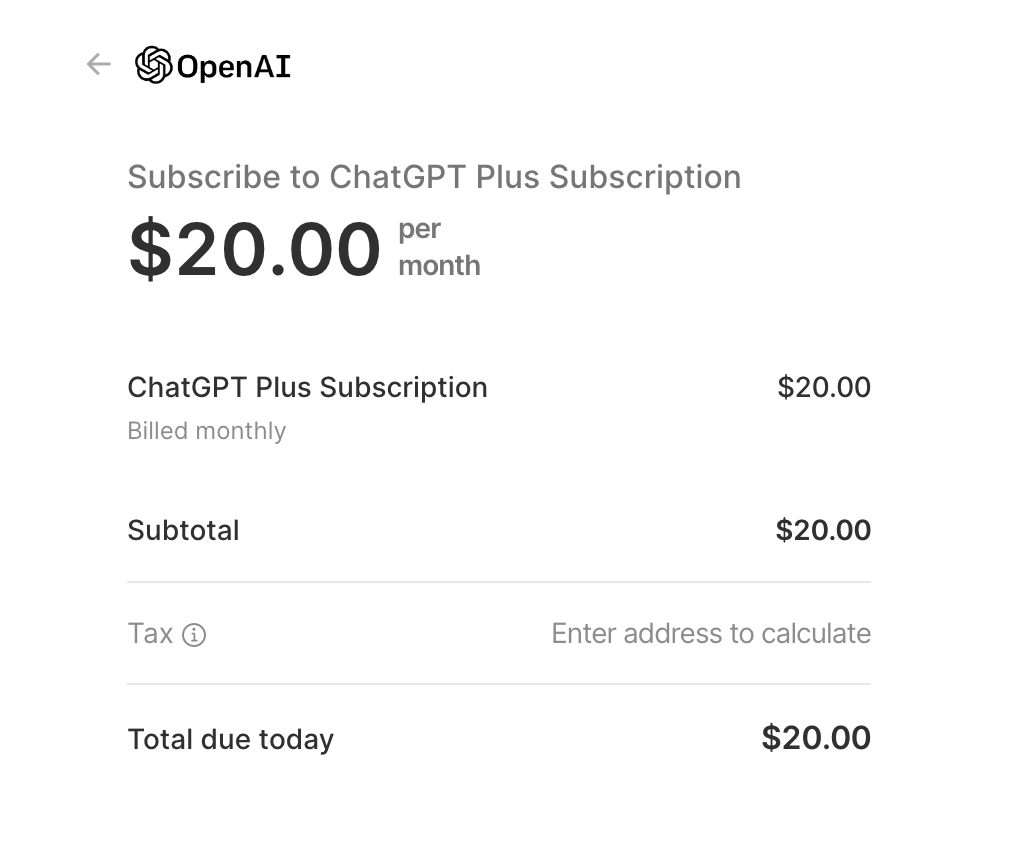 OpenAI
Subscribe to ChatGPT Plus Subscription
$20.00 per
month
ChatGPT Plus Subscription $20.00
Billed monthly
Subtotal $20.00
Tax Enter address to calculate
Total due today $20.00